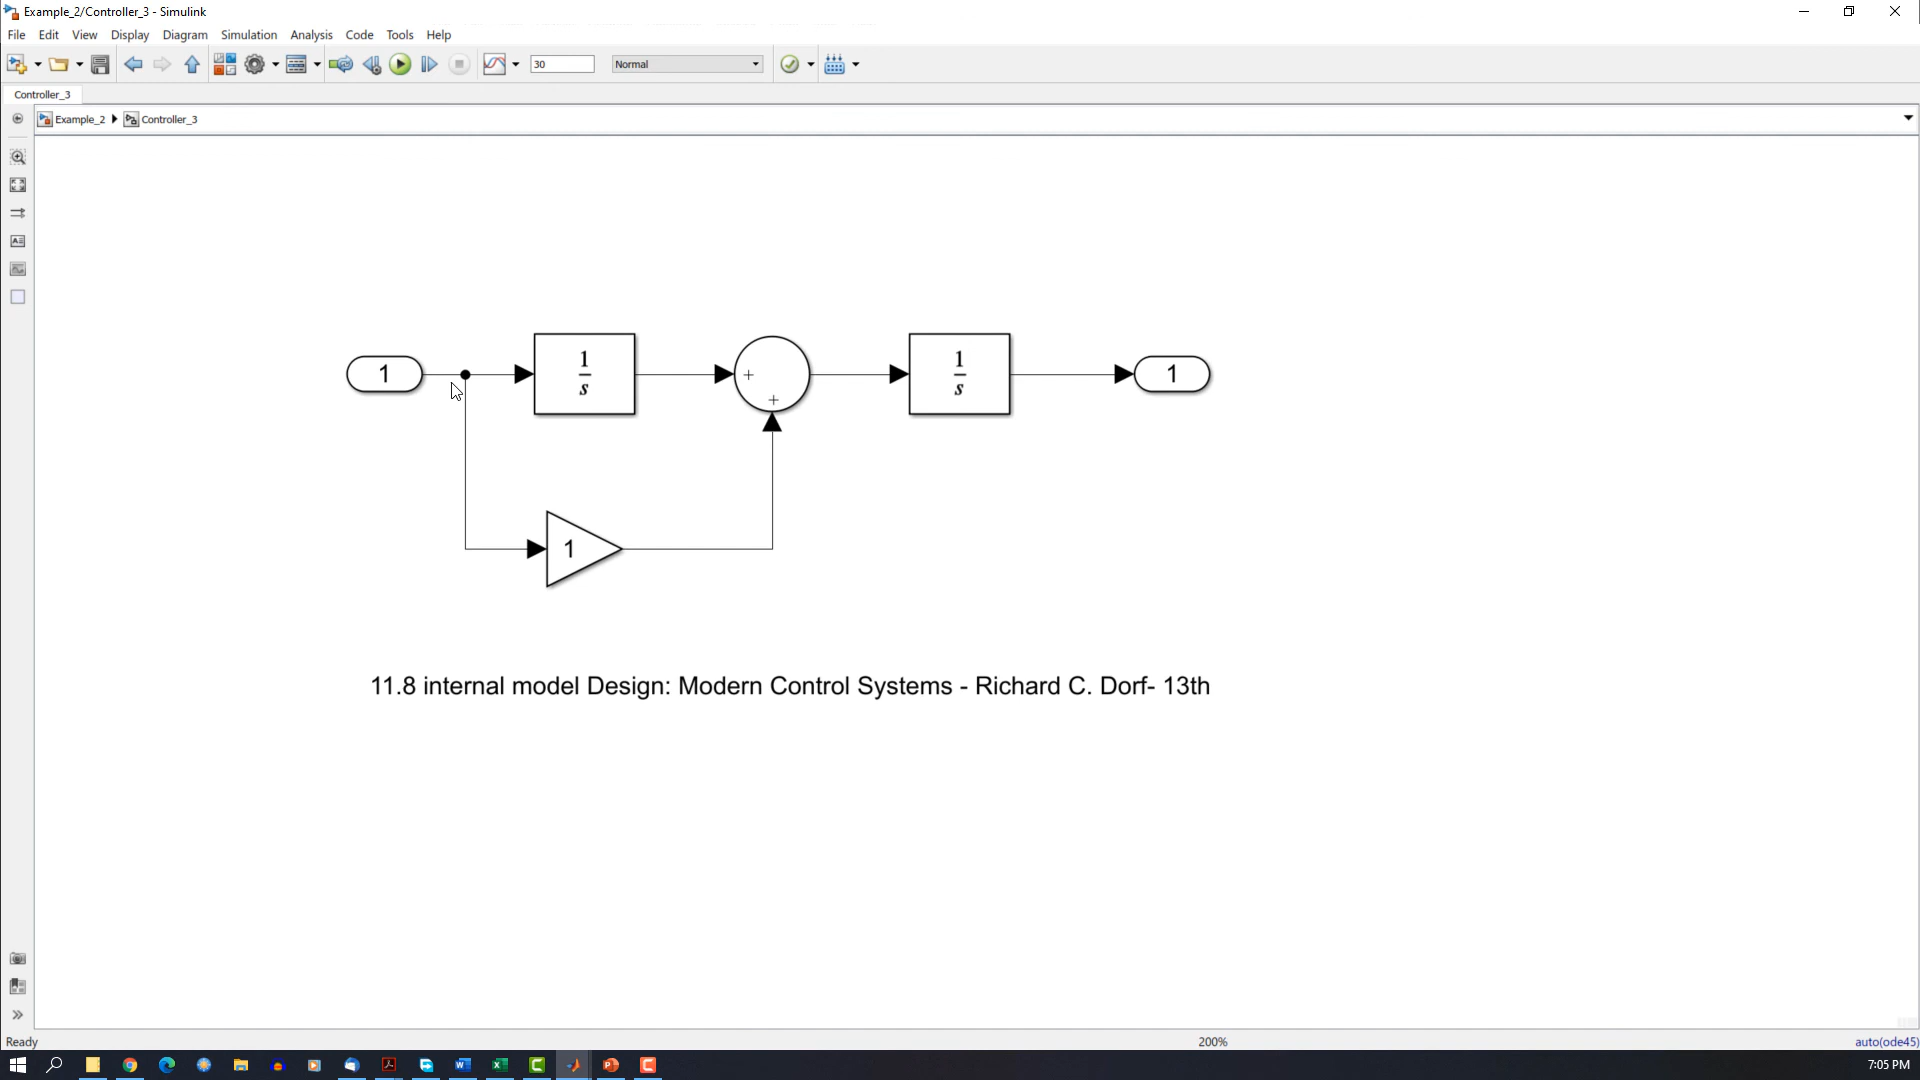 Example_2/Controller_3 - Simulink
File Edit View Display Diagram Simulation Analysis Code Tools Help
30 Normal
Controller_3
Example_2 Controller_3
1 1/s + + 1/s 1
1
11.8 internal model Design: Modern Control Systems - Richard C. Dorf- 13th
Ready 200% auto(ode45)
7:05 PM